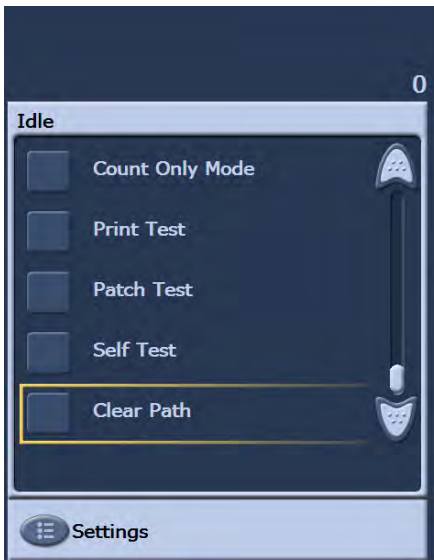 0
Idle
Count Only Mode
Print Test
Patch Test
Self Test
Clear Path
Settings